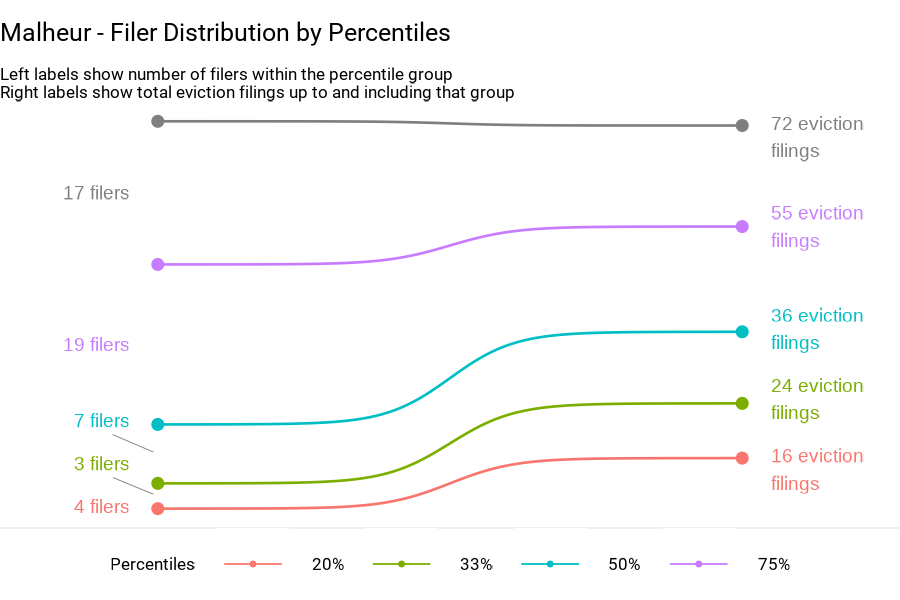 Malheur - Filer Distribution by Percentiles
Left labels show number of filers within the percentile group
Right labels show total eviction filings up to and including that group
72 eviction
filings
17 filers
55 eviction
filings
36 eviction
filings
19 filers
24 eviction
filings
7 filers
3 filers
16 eviction
filings
4 filers
Percentiles 20% 33% 50% 75%